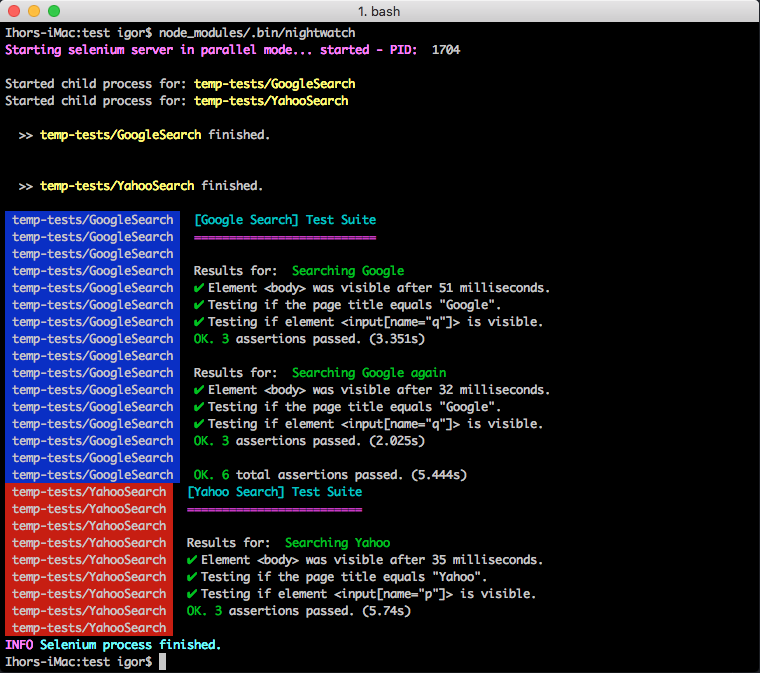 1. bash
Ihors-iMac:test igor$ node_modules/.bin/nightwatch
Starting selenium server in parallel mode... started - PID:  1704
Started child process for: temp-tests/GoogleSearch
Started child process for: temp-tests/YahooSearch
>> temp-tests/GoogleSearch finished.
>> temp-tests/YahooSearch finished.
temp-tests/GoogleSearch [Google Search] Test Suite
temp-tests/GoogleSearch ==========================
temp-tests/GoogleSearch
temp-tests/GoogleSearch Results for:  Searching Google
temp-tests/GoogleSearch ✔ Element <body> was visible after 51 milliseconds.
temp-tests/GoogleSearch ✔ Testing if the page title equals "Google".
temp-tests/GoogleSearch ✔ Testing if element <input[name="q"]> is visible.
temp-tests/GoogleSearch OK. 3 assertions passed. (3.351s)
temp-tests/GoogleSearch
temp-tests/GoogleSearch Results for:  Searching Google again
temp-tests/GoogleSearch ✔ Element <body> was visible after 32 milliseconds.
temp-tests/GoogleSearch ✔ Testing if the page title equals "Google".
temp-tests/GoogleSearch ✔ Testing if element <input[name="q"]> is visible.
temp-tests/GoogleSearch OK. 3 assertions passed. (2.025s)
temp-tests/GoogleSearch
temp-tests/GoogleSearch OK. 6 total assertions passed. (5.444s)
temp-tests/YahooSearch [Yahoo Search] Test Suite
temp-tests/YahooSearch =========================
temp-tests/YahooSearch
temp-tests/YahooSearch Results for:  Searching Yahoo
temp-tests/YahooSearch ✔ Element <body> was visible after 35 milliseconds.
temp-tests/YahooSearch ✔ Testing if the page title equals "Yahoo".
temp-tests/YahooSearch ✔ Testing if element <input[name="p"]> is visible.
temp-tests/YahooSearch OK. 3 assertions passed. (5.74s)
temp-tests/YahooSearch
INFO Selenium process finished.
Ihors-iMac:test igor$